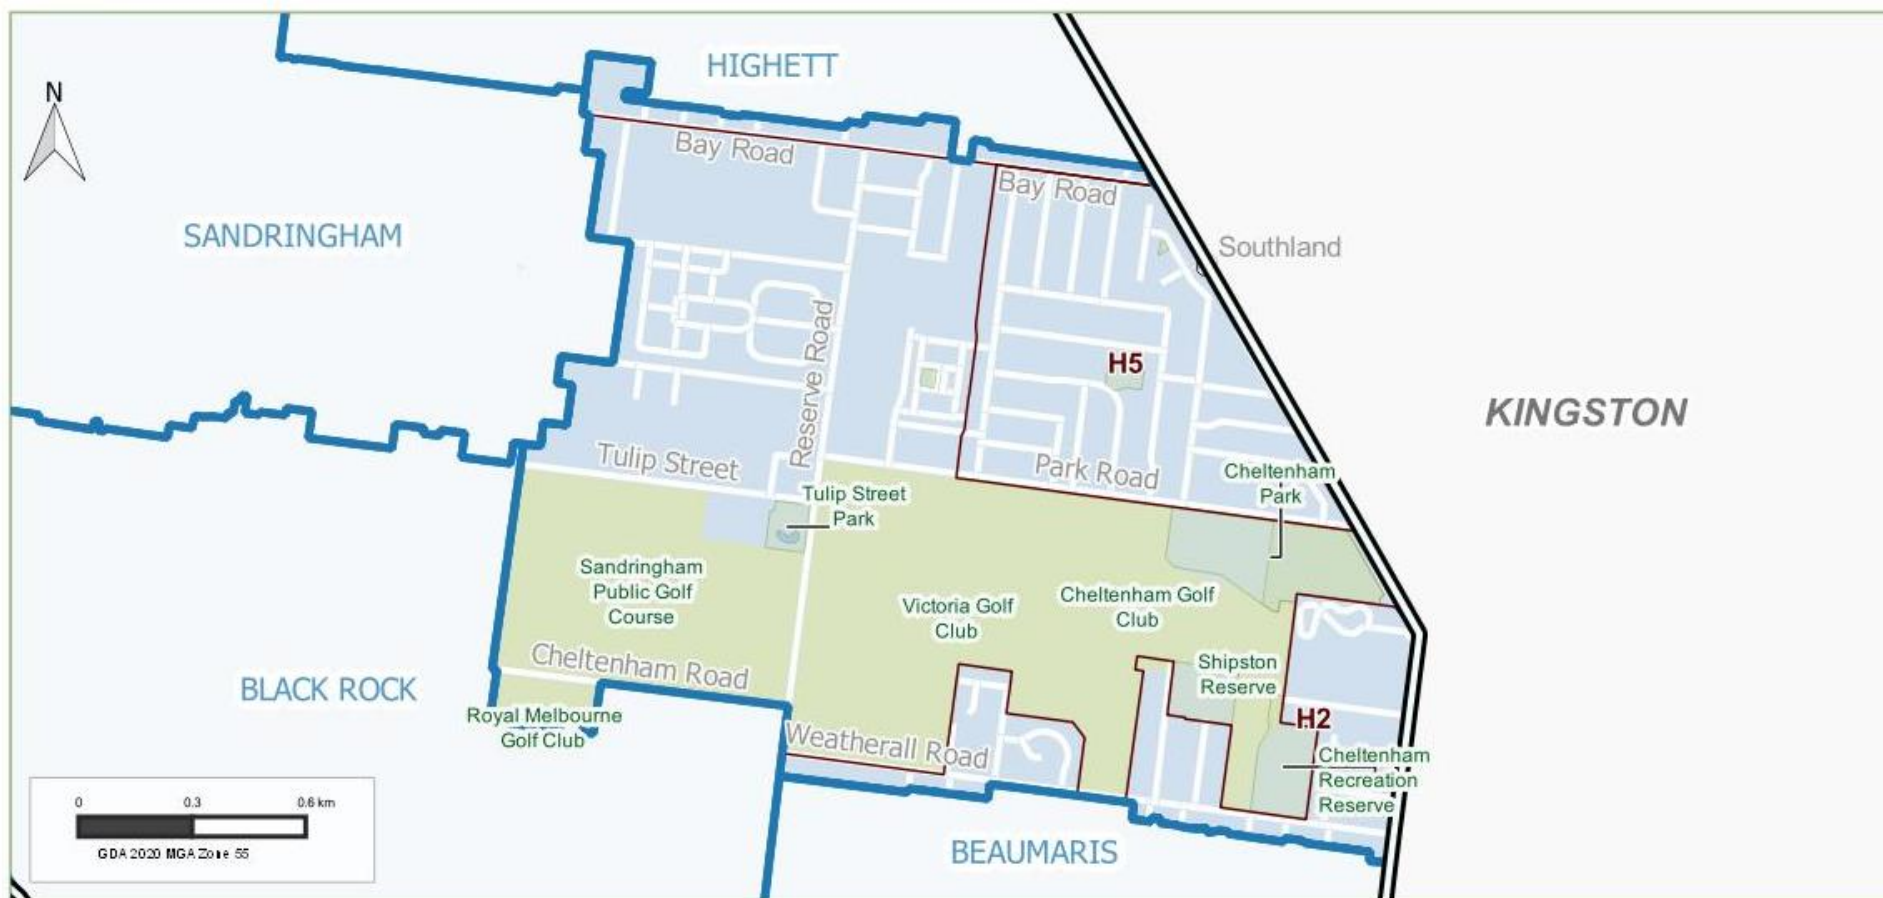 HIGHETT
N
Bay Road
Bay Road
SANDRINGHAM
Southland
Reserve Road
H5
KINGSTON
Tulip Street
Park Road
Cheltenham
Park
Tulip Street
Park
Sandringham
Public Golf
Course
Victoria Golf
Club
Cheltenham Golf
Club
Cheltenham Road
Shipston
Reserve
BLACK ROCK
Royal Melbourne
Golf Club
H2
Weatherall Road
Cheltenham
Recreation
Reserve
0 0.3 0.6 km
GDA 2020 MGA Zone 55
BEAUMARIS